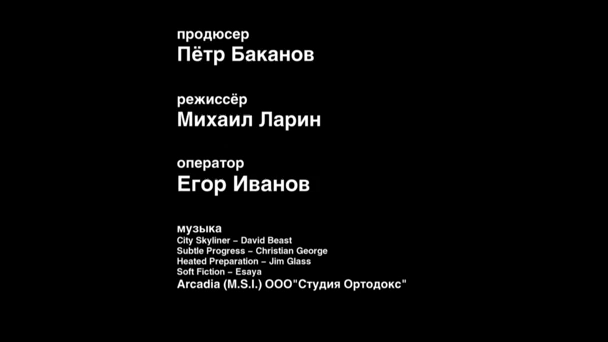 продюсер
Пётр Баканов
режиссёр
Михаил Ларин
оператор
Егор Иванов
музыка
City Skyliner – David Beast
Subtle Progress – Christian George
Heated Preparation – Jim Glass
Soft Fiction – Esaya
Arcadia (M.S.I.) ООО"Студия Ортодокс"